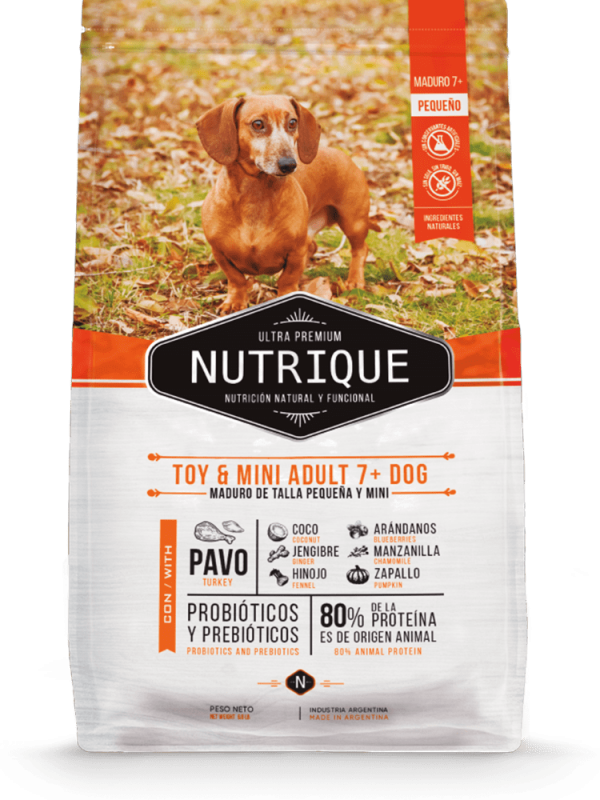 MADURO 7+
PEQUEÑO
INGREDIENTES
NATURALES
ULTRA PREMIUM
NUTRIQUE
NUTRICIÓN NATURAL Y FUNCIONAL
TOY & MINI ADULT 7+ DOG
MADURO DE TALLA PEQUEÑA Y MINI
CON / WITH
PAVO
TURKEY
COCO
COCONUT
JENGIBRE
GINGER
HINOJO
FENNEL
ARÁNDANOS
BLUEBERRIES
MANZANILLA
CHAMOMILE
ZAPALLO
PUMPKIN
PROBIÓTICOS
Y PREBIÓTICOS
PROBIOTICS AND PREBIOTICS
80% DE LA
PROTEÍNA
ES DE ORIGEN ANIMAL
80% ANIMAL PROTEIN
N
PESO NETO
NET WEIGHT
INDUSTRIA ARGENTINA
MADE IN ARGENTINA